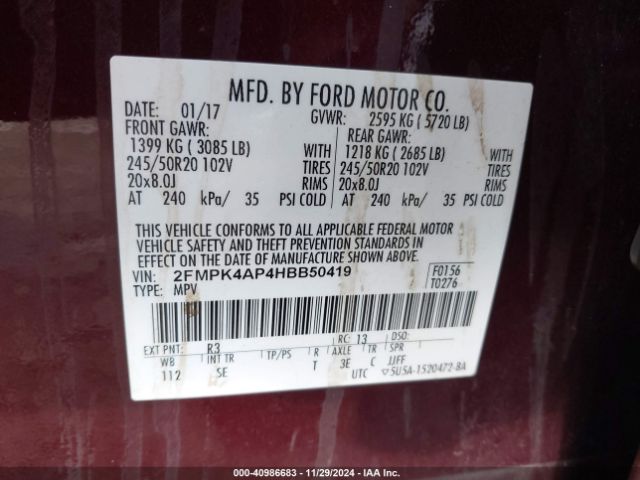 MFD. BY FORD MOTOR CO.
DATE: 01/17 GVWR: 2595 KG ( 5720 LB)
FRONT GAWR: REAR GAWR:
1399 KG ( 3085 LB) WITH 1218 KG ( 2685 LB) WITH
245/50R20 102V TIRES 245/50R20 102V TIRES
20x8.0J RIMS 20x8.0J RIMS
AT 240 kPa/ 35 PSI COLD AT 240 kPa/ 35 PSI COLD
THIS VEHICLE CONFORMS TO ALL APPLICABLE FEDERAL MOTOR
VEHICLE SAFETY AND THEFT PREVENTION STANDARDS IN
EFFECT ON THE DATE OF MANUFACTURE SHOWN ABOVE.
VIN: 2FMPK4AP4HBB50419 F0156
TYPE: MPV T0276
EXT PNT: R3 RC: 13 DSO:
WB INT TR TP/PS R AXLE TR SPR
112 SE T 3E C JJFF
UTC ▽5U5A-1520472-BA
000-40986683 • 11/29/2024 • IAA Inc.